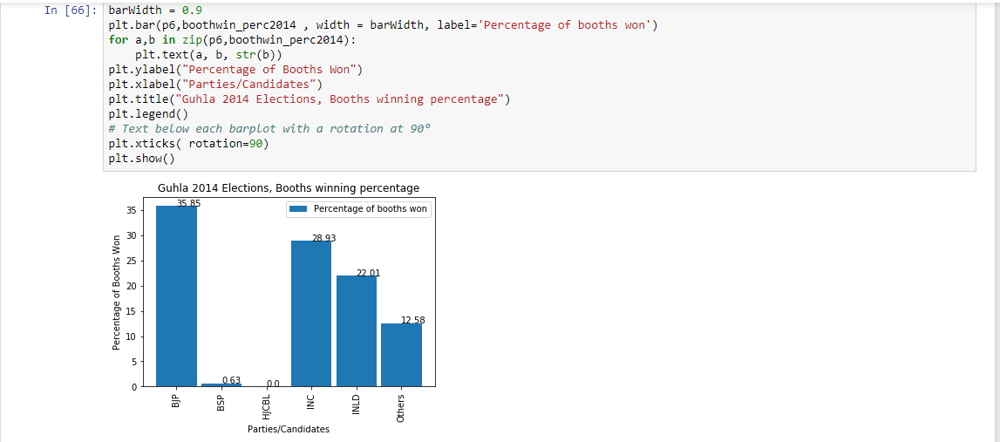 In [66]: barWidth = 0.9
plt.bar(p6,boothwin_perc2014 , width = barWidth, label='Percentage of booths won')
for a,b in zip(p6,boothwin_perc2014):
    plt.text(a, b, str(b))
plt.ylabel("Percentage of Booths Won")
plt.xlabel("Parties/Candidates")
plt.title("Guhla 2014 Elections, Booths winning percentage")
plt.legend()
# Text below each barplot with a rotation at 90°
plt.xticks( rotation=90)
plt.show()
Guhla 2014 Elections, Booths winning percentage
Percentage of booths won
Percentage of Booths Won
35
30
25
20
15
10
5
0
35.85
0.63
0.0
28.93
22.01
12.58
BJP
BSP
HJCBL
INC
INLD
Others
Parties/Candidates